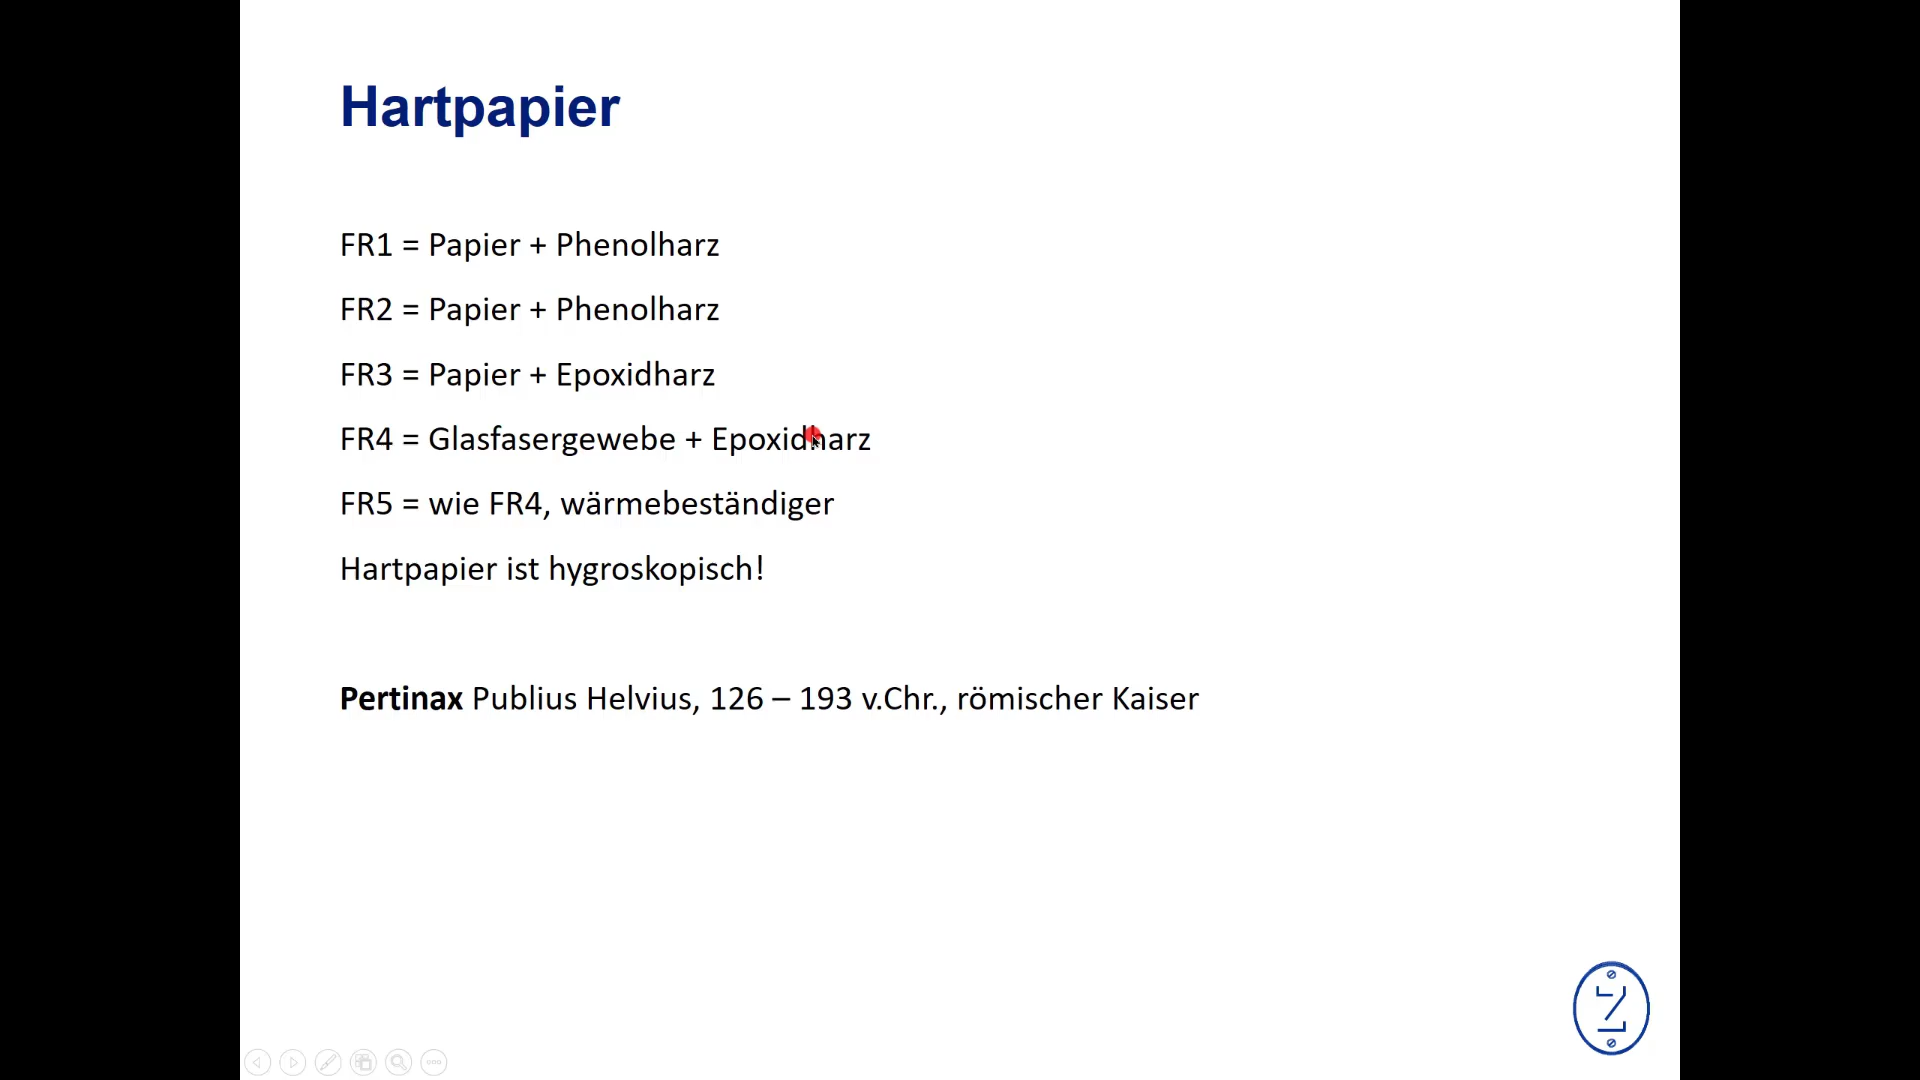 Hartpapier
FR1 = Papier + Phenolharz
FR2 = Papier + Phenolharz
FR3 = Papier + Epoxidharz
FR4 = Glasfasergewebe + Epoxidharz
FR5 = wie FR4, wärmebeständiger
Hartpapier ist hygroskopisch!
Pertinax Publius Helvius, 126 – 193 v.Chr., römischer Kaiser